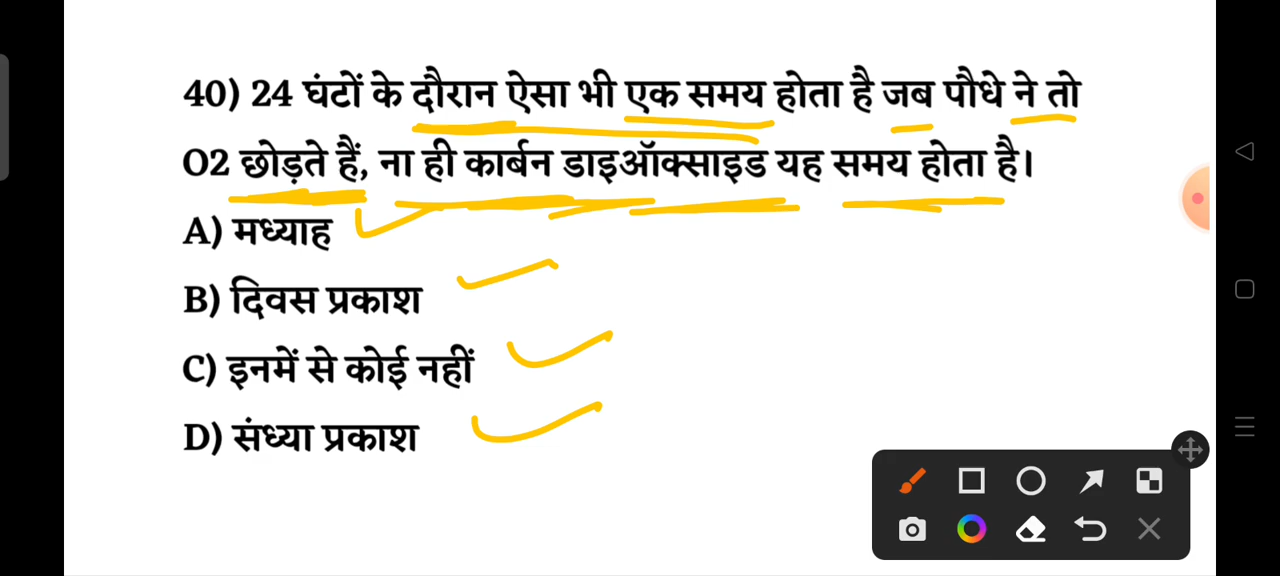 40) 24 घंटों के दौरान ऐसा भी एक समय होता है जब पौधे ने तो
O2 छोड़ते हैं, ना ही कार्बन डाइऑक्साइड यह समय होता है।
A) मध्याह
B) दिवस प्रकाश
C) इनमें से कोई नहीं
D) संध्या प्रकाश